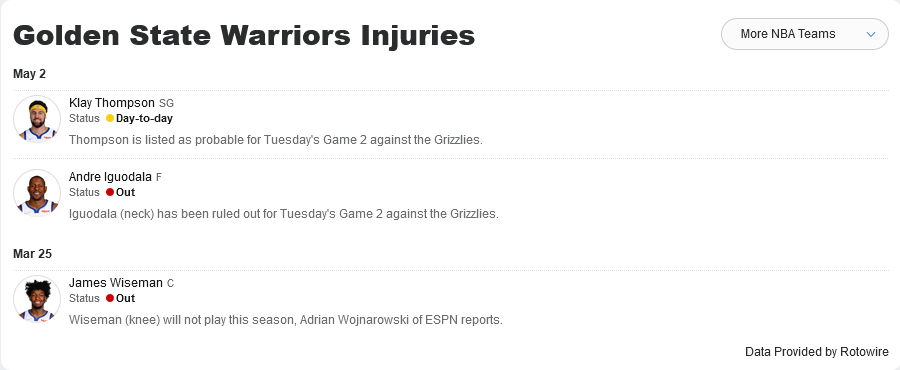 Golden State Warriors Injuries
More NBA Teams
May 2
Klay Thompson SG
Status Day-to-day
Thompson is listed as probable for Tuesday's Game 2 against the Grizzlies.
Andre Iguodala F
Status Out
Iguodala (neck) has been ruled out for Tuesday's Game 2 against the Grizzlies.
Mar 25
James Wiseman C
Status Out
Wiseman (knee) will not play this season, Adrian Wojnarowski of ESPN reports.
Data Provided by Rotowire